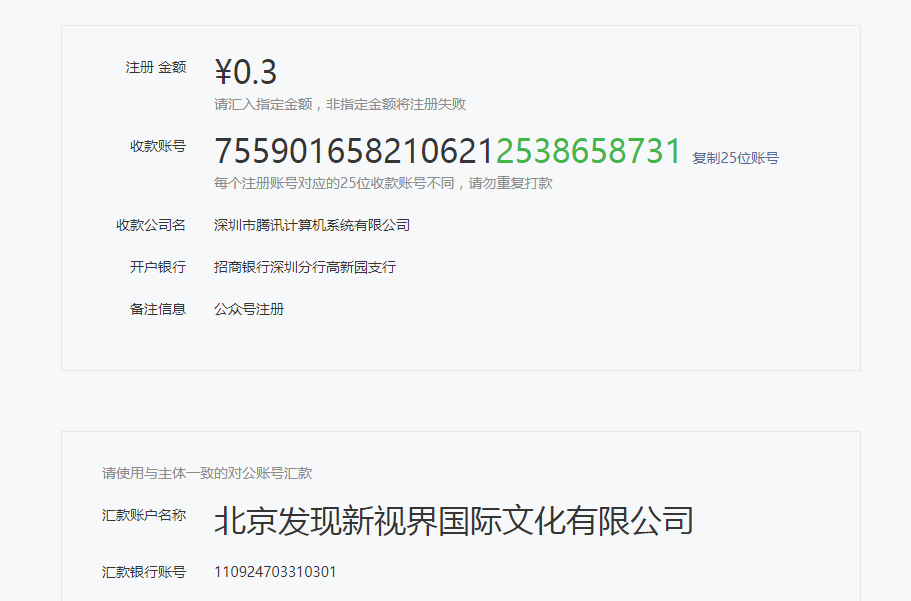 注册 金额 ¥0.3
请汇入指定金额，非指定金额将注册失败
收款账号 7559016582106212538658731 复制25位账号
每个注册账号对应的25位收款账号不同，请勿重复打款
收款公司名 深圳市腾讯计算机系统有限公司
开户银行 招商银行深圳分行高新园支行
备注信息 公众号注册
请使用与主体一致的对公账号汇款
汇款账户名称 北京发现新视界国际文化有限公司
汇款银行账号 110924703310301